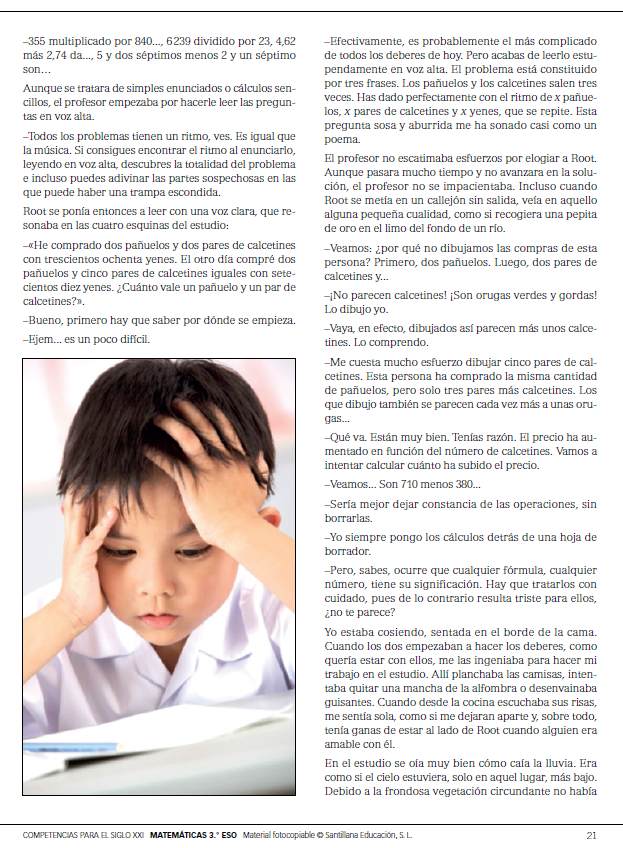 –355 multiplicado por 840..., 6 239 dividido por 23, 4,62
más 2,74 da..., 5 y dos séptimos menos 2 y un séptimo
son…
Aunque se tratara de simples enunciados o cálculos sen-
cillos, el profesor empezaba por hacerle leer las pregun-
tas en voz alta.
–Todos los problemas tienen un ritmo, ves. Es igual que
la música. Si consigues encontrar el ritmo al enunciarlo,
leyendo en voz alta, descubres la totalidad del problema
e incluso puedes adivinar las partes sospechosas en las
que puede haber una trampa escondida.
Root se ponía entonces a leer con una voz clara, que re-
sonaba en las cuatro esquinas del estudio:
–«He comprado dos pañuelos y dos pares de calcetines
con trescientos ochenta yenes. El otro día compré dos
pañuelos y cinco pares de calcetines iguales con sete-
cientos diez yenes. ¿Cuánto vale un pañuelo y un par de
calcetines?».
–Bueno, primero hay que saber por dónde se empieza.
–Ejem... es un poco difícil.
–Efectivamente, es probablemente el más complicado
de todos los deberes de hoy. Pero acabas de leerlo estu-
pendamente en voz alta. El problema está constituido
por tres frases. Los pañuelos y los calcetines salen tres
veces. Has dado perfectamente con el ritmo de x pañue-
los, x pares de calcetines y x yenes, que se repite. Esta
pregunta sosa y aburrida me ha sonado casi como un
poema.
El profesor no escatimaba esfuerzos por elogiar a Root.
Aunque pasara mucho tiempo y no avanzara en la solu-
ción, el profesor no se impacientaba. Incluso cuando
Root se metía en un callejón sin salida, veía en aquello
alguna pequeña cualidad, como si recogiera una pepita
de oro en el limo del fondo de un río.
–Veamos: ¿por qué no dibujamos las compras de esta
persona? Primero, dos pañuelos. Luego, dos pares de
calcetines y...
–¡No parecen calcetines! ¡Son orugas verdes y gordas!
Lo dibujo yo.
–Vaya, en efecto, dibujados así parecen más unos calce-
tines. Lo comprendo.
–Me cuesta mucho esfuerzo dibujar cinco pares de cal-
cetines. Esta persona ha comprado la misma cantidad
de pañuelos, pero solo tres pares más calcetines. Los
que dibujo también se parecen cada vez más a unas oru-
gas...
–Qué va. Están muy bien. Tenías razón. El precio ha au-
mentado en función del número de calcetines. Vamos a
intentar calcular cuánto ha subido el precio.
–Veamos... Son 710 menos 380...
–Sería mejor dejar constancia de las operaciones, sin
borrarlas.
–Yo siempre pongo los cálculos detrás de una hoja de
borrador.
–Pero, sabes, ocurre que cualquier fórmula, cualquier
número, tiene su significación. Hay que tratarlos con
cuidado, pues de lo contrario resulta triste para ellos,
¿no te parece?
Yo estaba cosiendo, sentada en el borde de la cama.
Cuando los dos empezaban a hacer los deberes, como
quería estar con ellos, me las ingeniaba para hacer mi
trabajo en el estudio. Allí planchaba las camisas, inten-
taba quitar una mancha de la alfombra o desenvainaba
guisantes. Cuando desde la cocina escuchaba sus risas,
me sentía sola, como si me dejaran aparte y, sobre todo,
tenía ganas de estar al lado de Root cuando alguien era
amable con él.
En el estudio se oía muy bien cómo caía la lluvia. Era
como si el cielo estuviera, solo en aquel lugar, más bajo.
Debido a la frondosa vegetación circundante no había
COMPETENCIAS PARA EL SIGLO XXI MATEMÁTICAS 3.° ESO Material fotocopiable © Santillana Educación, S. L.
21